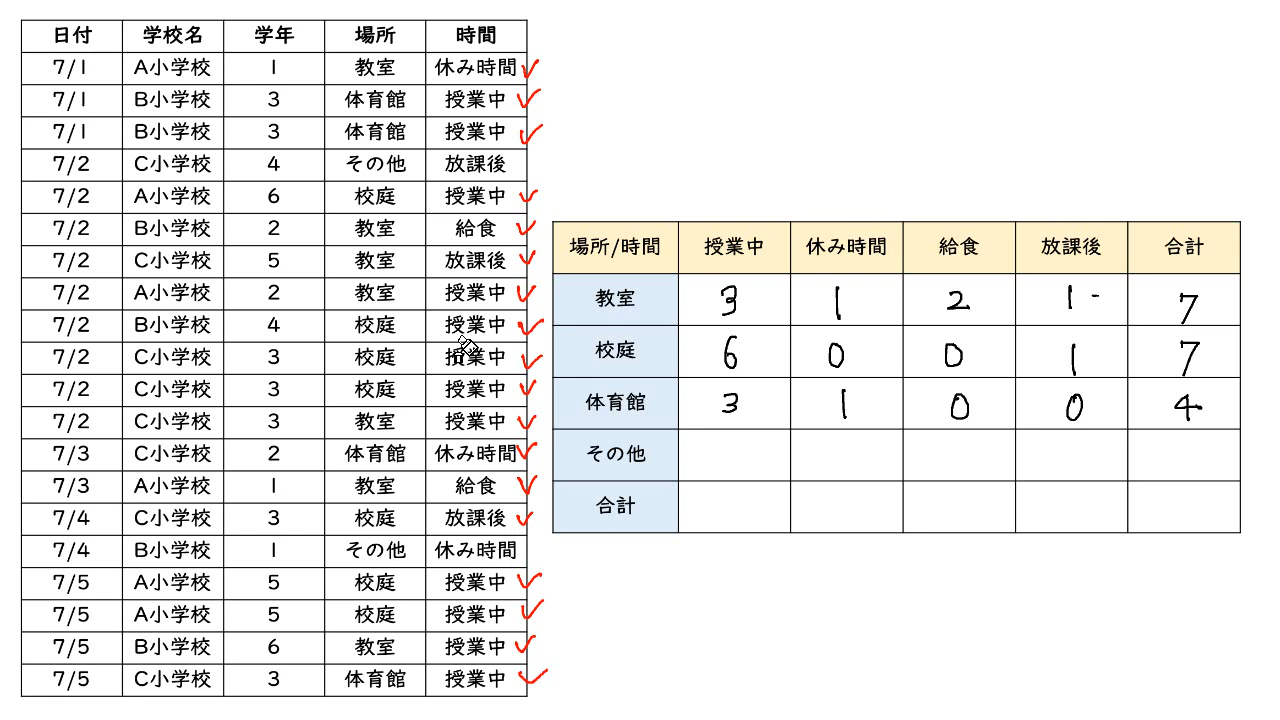 日付 学校名 学年 場所 時間
7/1 A小学校 1 教室 休み時間
7/1 B小学校 3 体育館 授業中
7/1 B小学校 3 体育館 授業中
7/2 C小学校 4 その他 放課後
7/2 A小学校 6 校庭 授業中
7/2 B小学校 2 教室 給食
7/2 C小学校 5 教室 放課後
7/2 A小学校 2 教室 授業中
7/2 B小学校 4 校庭 授業中
7/2 C小学校 3 校庭 授業中
7/2 C小学校 3 校庭 授業中
7/2 C小学校 3 教室 授業中
7/3 C小学校 2 体育館 休み時間
7/3 A小学校 1 教室 給食
7/4 C小学校 3 校庭 放課後
7/4 B小学校 1 その他 休み時間
7/5 A小学校 5 校庭 授業中
7/5 A小学校 5 校庭 授業中
7/5 B小学校 6 教室 授業中
7/5 C小学校 3 体育館 授業中
場所/時間 授業中 休み時間 給食 放課後 合計
教室 3 1 2 1 7
校庭 6 0 0 1 7
体育館 3 1 0 0 4
その他
合計